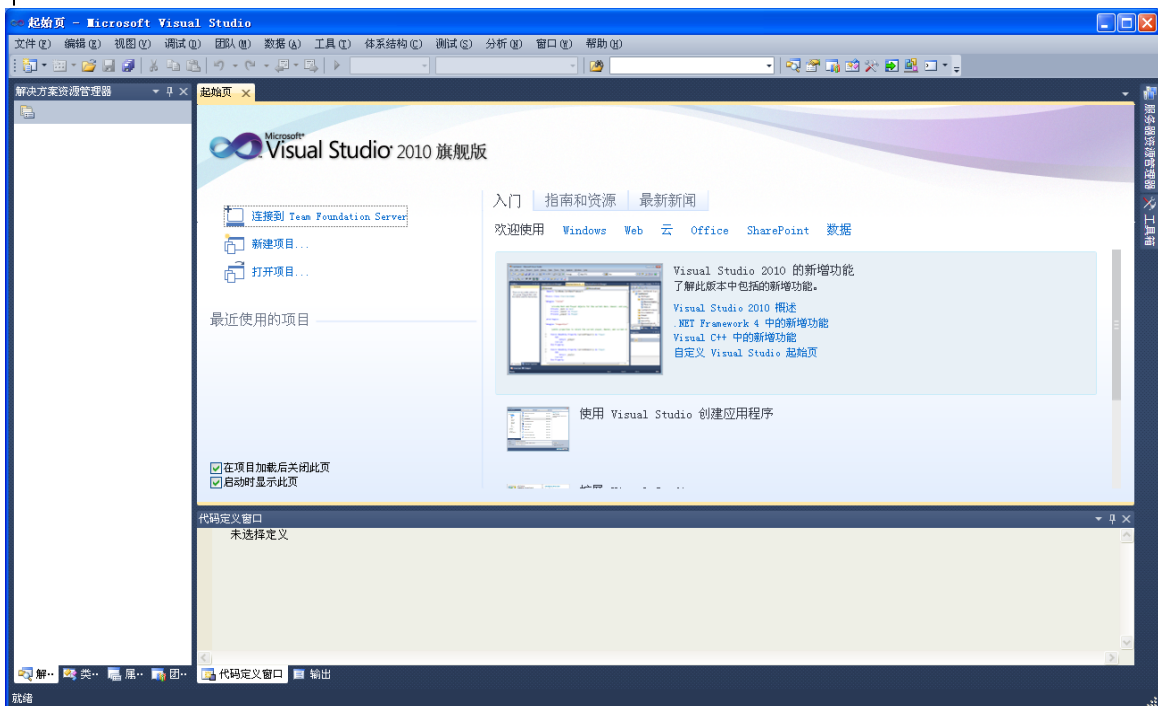 起始页 - Microsoft Visual Studio
文件(F) 编辑(E) 视图(V) 调试(D) 团队(M) 数据(A) 工具(T) 体系结构(C) 测试(S) 分析(N) 窗口(W) 帮助(H)
解决方案资源管理器
起始页
Microsoft
Visual Studio 2010 旗舰版
连接到 Team Foundation Server
新建项目...
打开项目...
最近使用的项目
在项目加载后关闭此页
启动时显示此页
入门 指南和资源 最新新闻
欢迎使用 Windows Web 云 Office SharePoint 数据
Visual Studio 2010 的新增功能
了解此版本中包括的新增功能。
Visual Studio 2010 概述
.NET Framework 4 中的新增功能
Visual C++ 中的新增功能
自定义 Visual Studio 起始页
使用 Visual Studio 创建应用程序
服务器资源管理器
工具箱
代码定义窗口
未选择定义
解·· 类·· 属·· 团··
代码定义窗口 输出
就绪